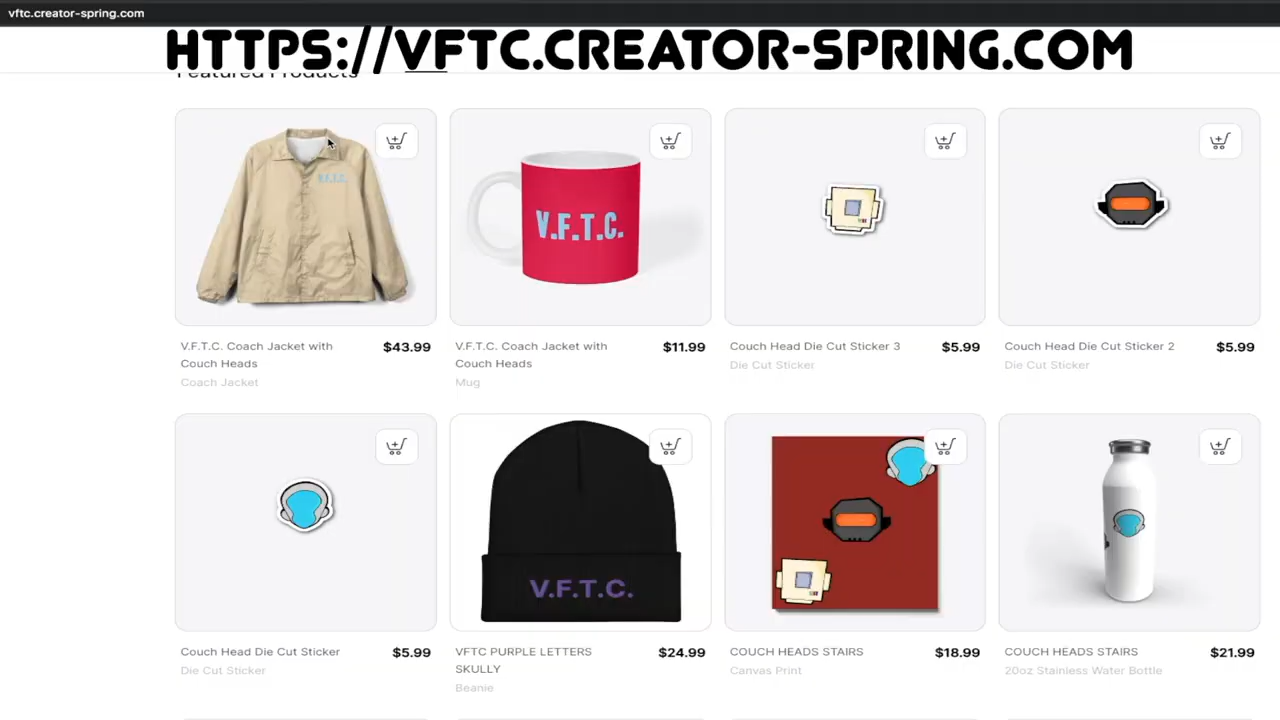 vftc.creator-spring.com
HTTPS://VFTC.CREATOR-SPRING.COM
Featured Products
V.F.T.C.
V.F.T.C.
V.F.T.C. Coach Jacket with
Couch Heads
$43.99
Coach Jacket
V.F.T.C. Coach Jacket with
Couch Heads
$11.99
Mug
Couch Head Die Cut Sticker 3
$5.99
Die Cut Sticker
Couch Head Die Cut Sticker 2
$5.99
Die Cut Sticker
V.F.T.C.
Couch Head Die Cut Sticker
$5.99
Die Cut Sticker
VFTC PURPLE LETTERS
SKULLY
$24.99
Beanie
COUCH HEADS STAIRS
$18.99
Canvas Print
COUCH HEADS STAIRS
$21.99
20oz Stainless Water Bottle